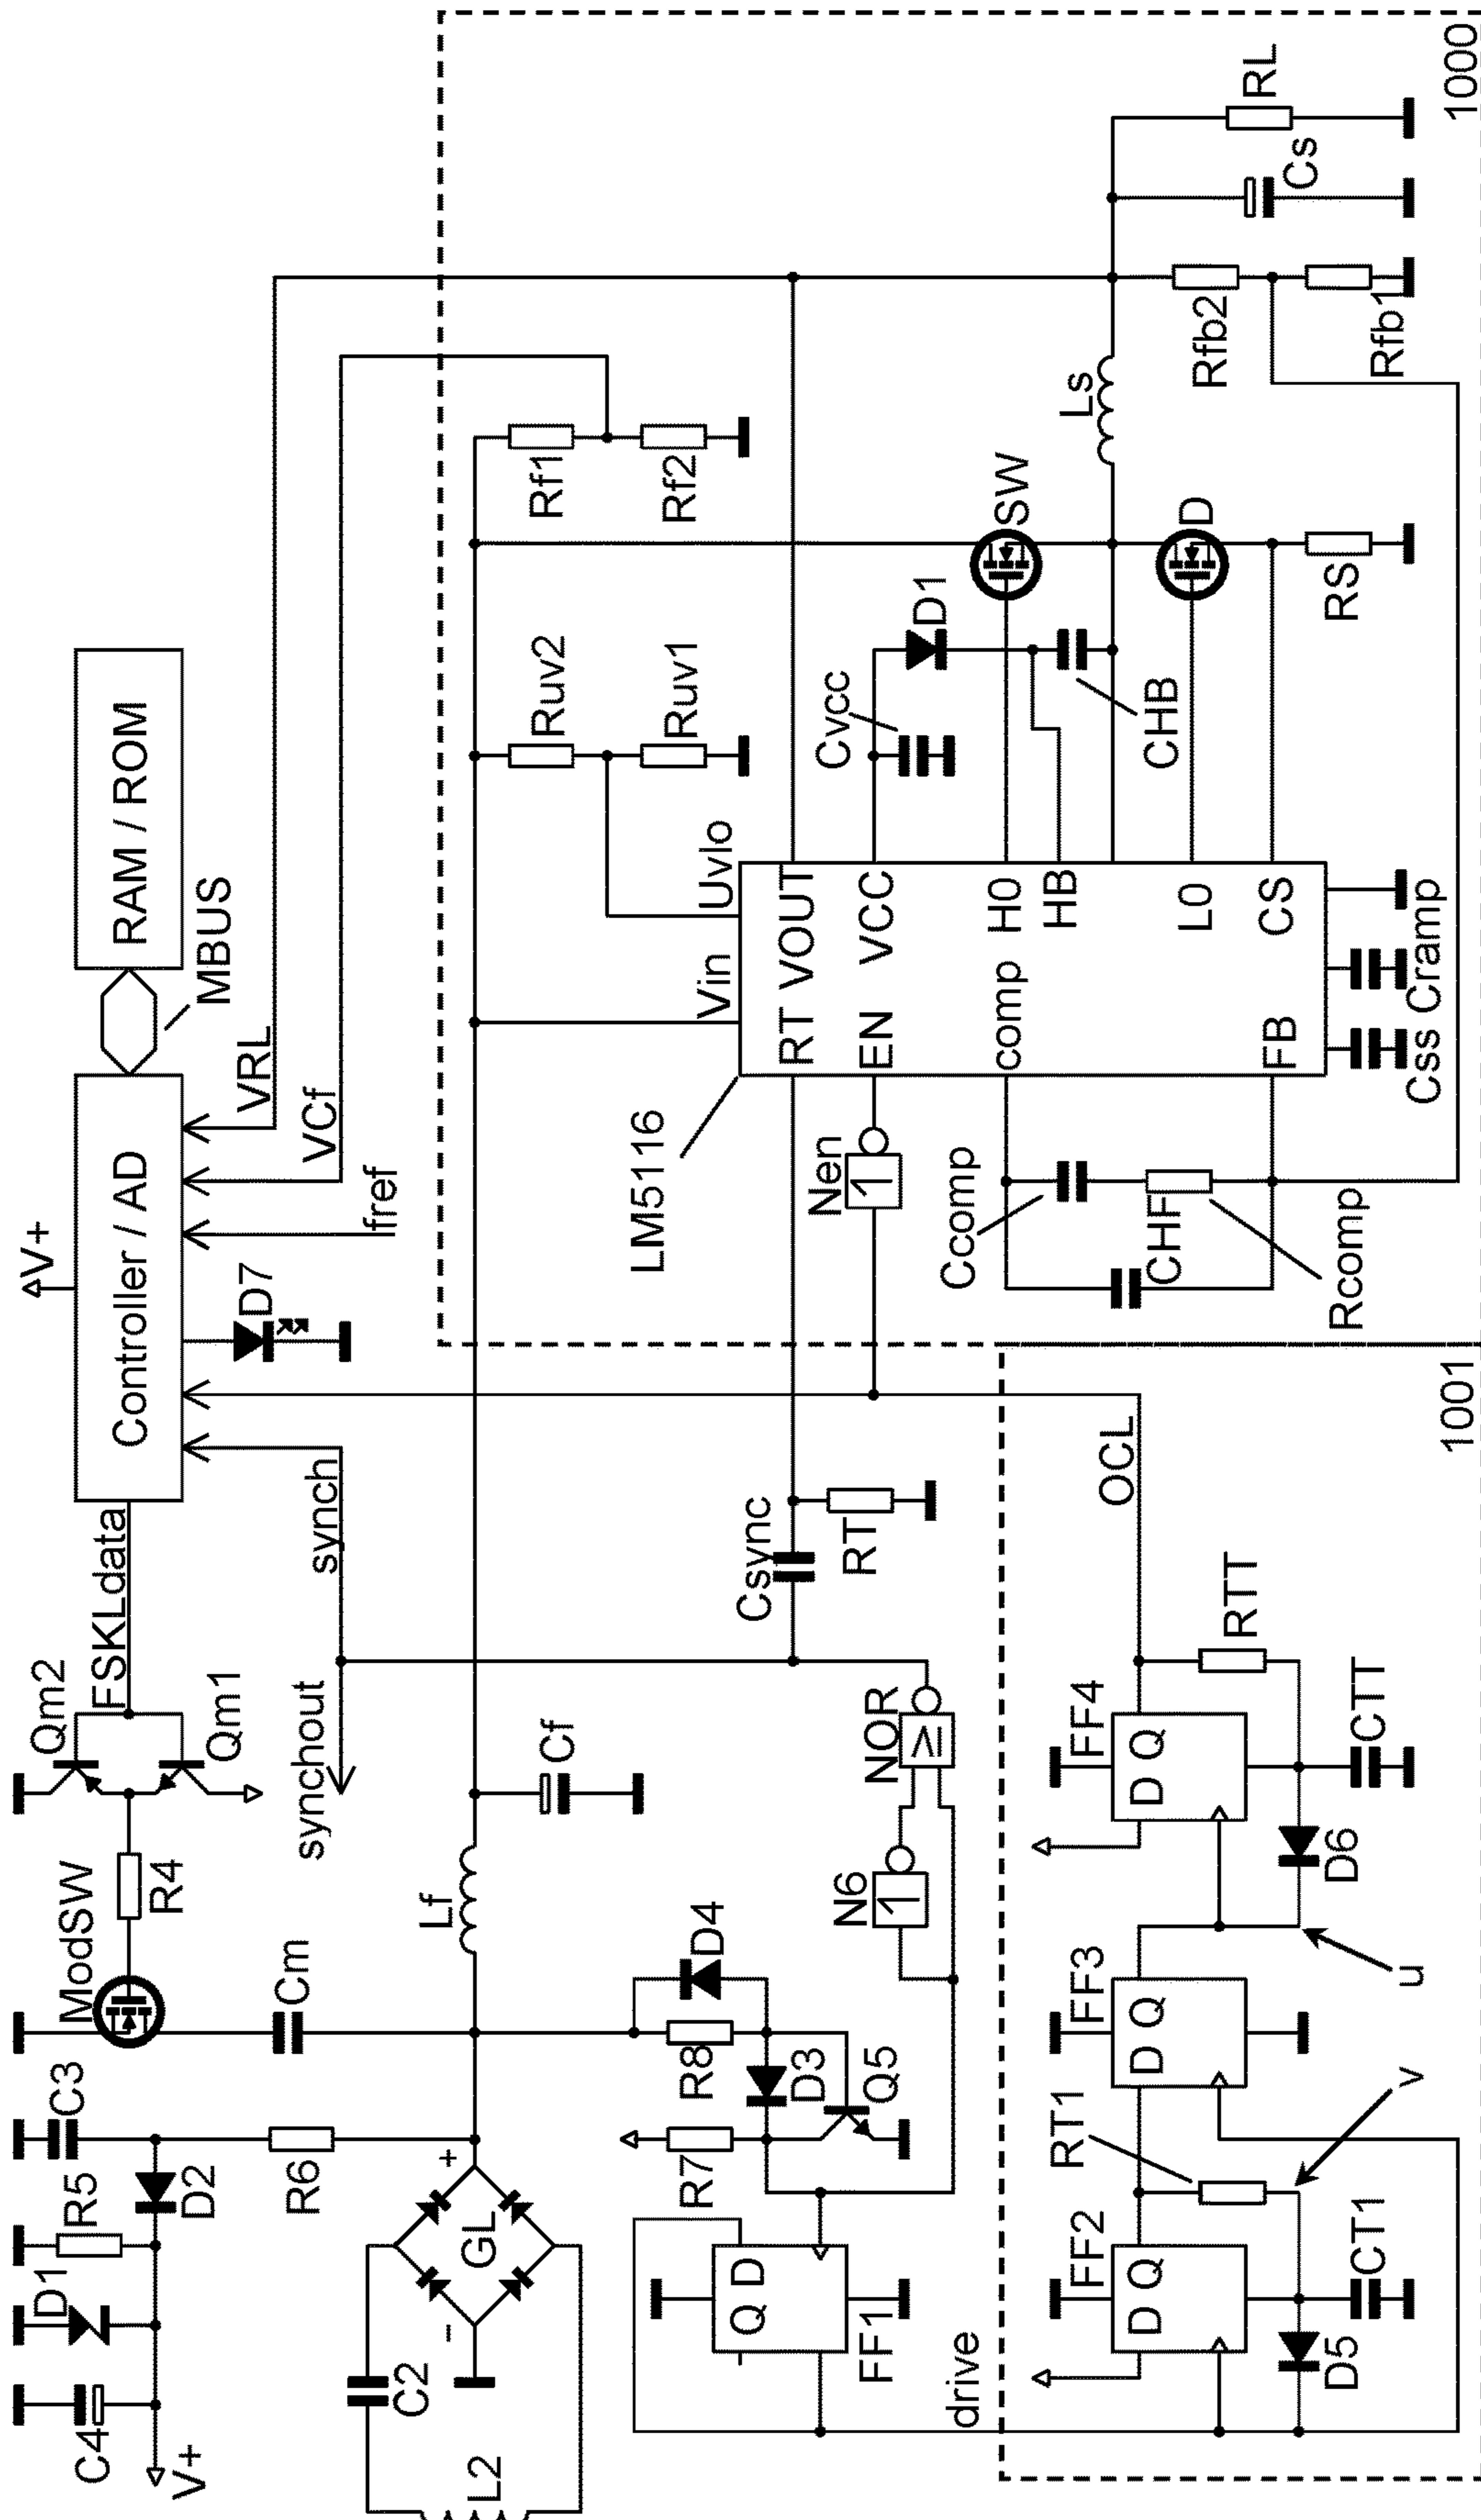 V+
C4
D1
R5
D2
C3
R6
ModSW
R4
Cm
Qm2
Qm1
FSKLdata
synch
synchout
V+
Controller / AD
D7
fref
VCf
VRL
MBUS
RAM / ROM
L2
C2
GL
+
-
Lf
Cf
R7
R8
D3
D4
Q5
Q D
FF1
N6
1
NOR
≥
drive
Csync
RT
Nen
1
LM5116
Vin
Uvlo
RT VOUT
EN VCC
comp H0
HB
L0
FB CS
Ruv2
Ruv1
Rf1
Rf2
Cvcc
D1
CHB
SW
D
Ls
RS
Rfb2
Rfb1
Cs
RL
Ccomp
CHF
Rcomp
Css
Cramp
1000
FF2
D Q
RT1
D5
CT1
v
FF3
D Q
u
FF4
D Q
D6
RTT
CTT
OCL
1001